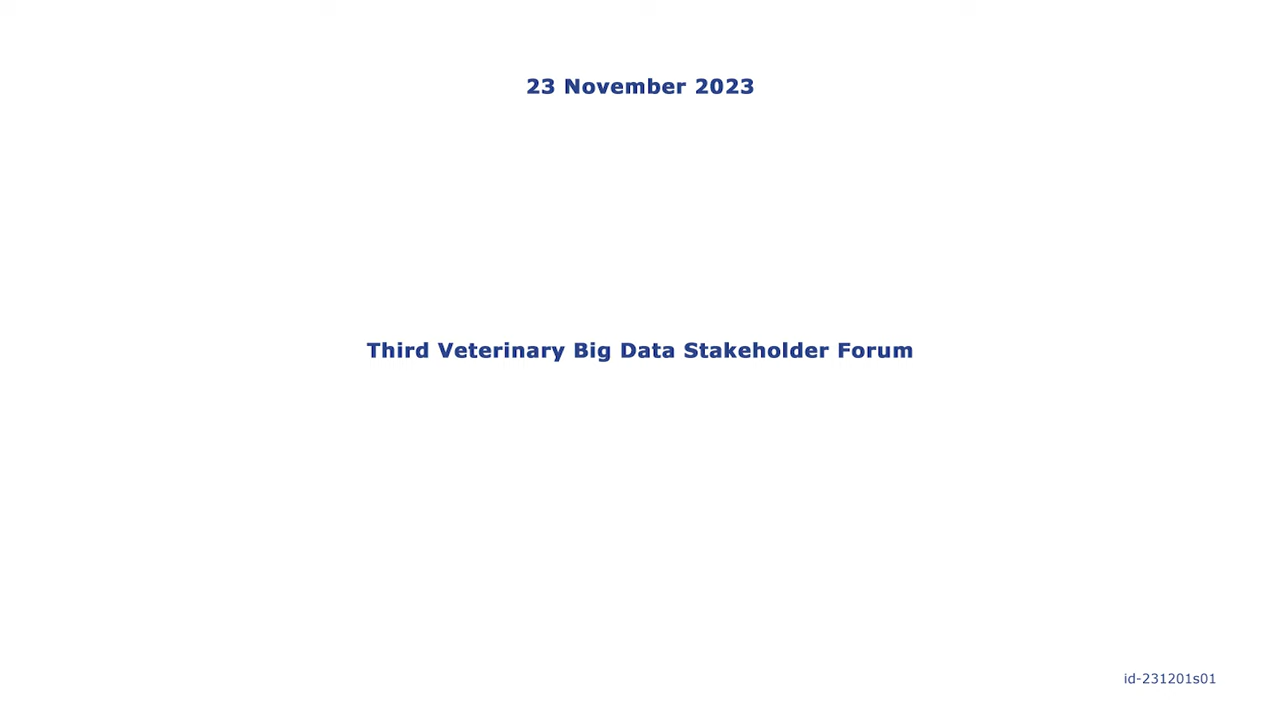 23 November 2023
Third Veterinary Big Data Stakeholder Forum
id-231201s01